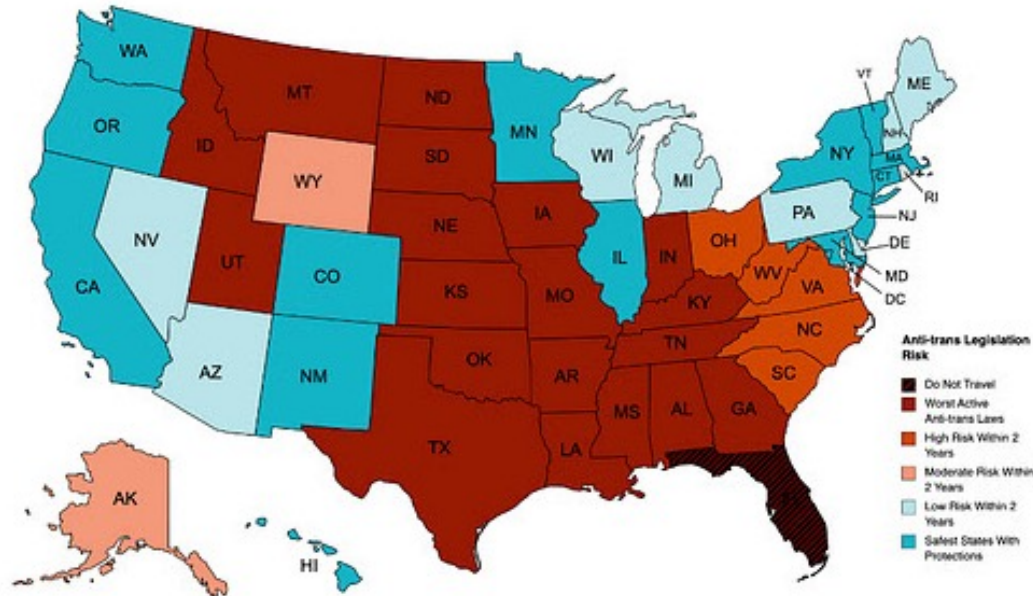 WA
MT
ND
VT
ME
OR
MN
ID
NH
SD
WI
NY
MA
WY
MI
CT
RI
IA
PA
NJ
NE
NV
OH
DE
UT
IL
IN
CO
WV
MD
CA
VA
KS
MO
KY
DC
NC
TN
OK
AZ
NM
AR
SC
MS
AL
GA
TX
LA
AK
HI
Anti-trans Legislation
Risk
Do Not Travel
Worst Active
Anti-trans Laws
High Risk Within 2
Years
Moderate Risk Within
2 Years
Low Risk Within 2
Years
Safest States With
Protections